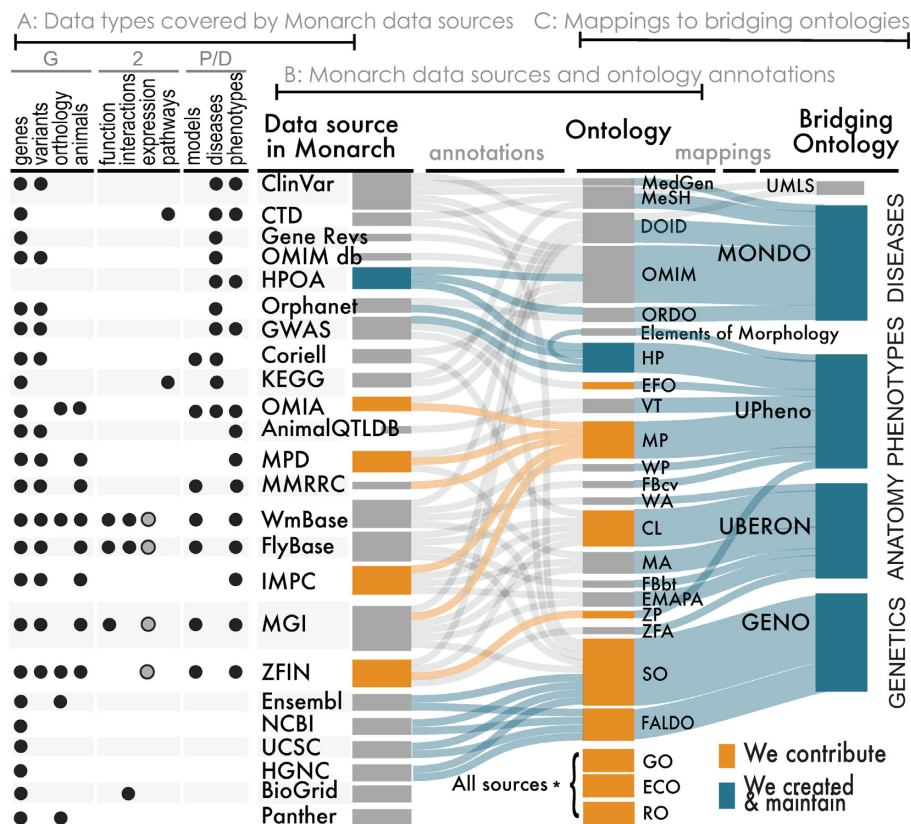 A: Data types covered by Monarch data sources
C: Mappings to bridging ontologies
G
2
P/D
B: Monarch data sources and ontology annotations
genes
variants
orthology
animals
function
interactions
expression
pathways
models
diseases
phenotypes
Data source
in Monarch
annotations
Ontology
mappings
Bridging
Ontology
ClinVar
CTD
Gene Revs
OMIM db
HPOA
Orphanet
GWAS
Coriell
KEGG
OMIA
AnimalQTLDB
MPD
MMRRC
WmBase
FlyBase
IMPC
MGI
ZFIN
Ensembl
NCBI
UCSC
HGNC
BioGrid
Panther
MedGen
MeSH
DOID
OMIM
ORDO
Elements of Morphology
HP
EFO
VT
MP
WP
FBcv
WA
CL
MA
FBbt
EMAPA
ZP
ZFA
SO
FALDO
All sources *
GO
ECO
RO
UMLS
MONDO
UPheno
UBERON
GENO
DISEASES
PHENOTYPES
ANATOMY
GENETICS
We contribute
We created
& maintain